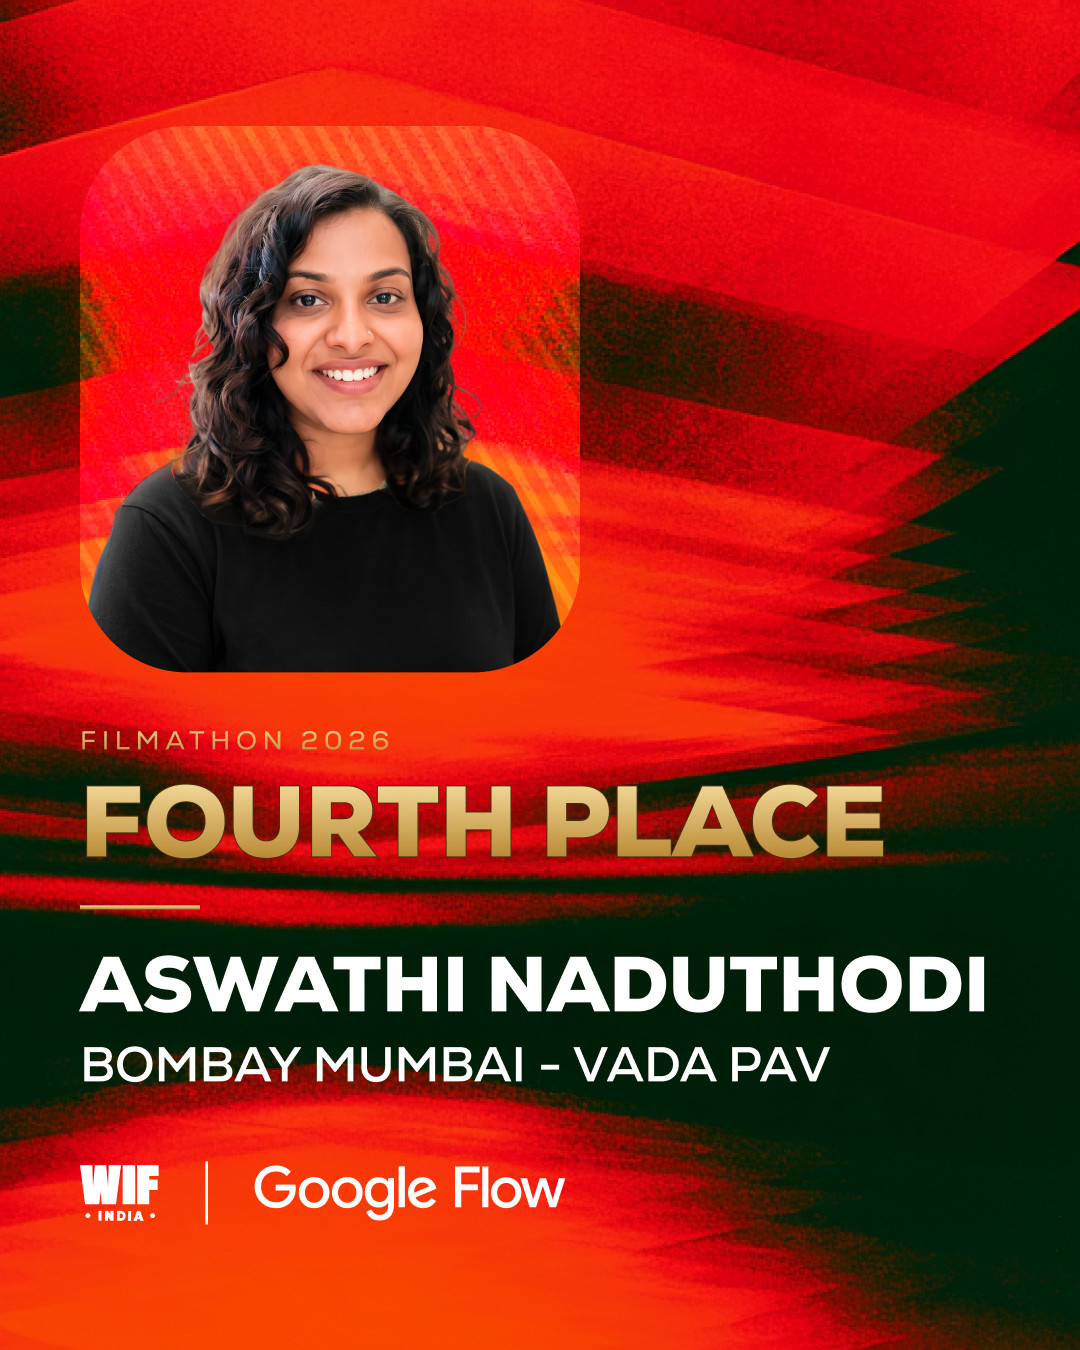 FILMATHON 2026
FOURTH PLACE
ASWATHI NADUTHODI
BOMBAY MUMBAI - VADA PAV
WIF
• INDIA •
Google Flow